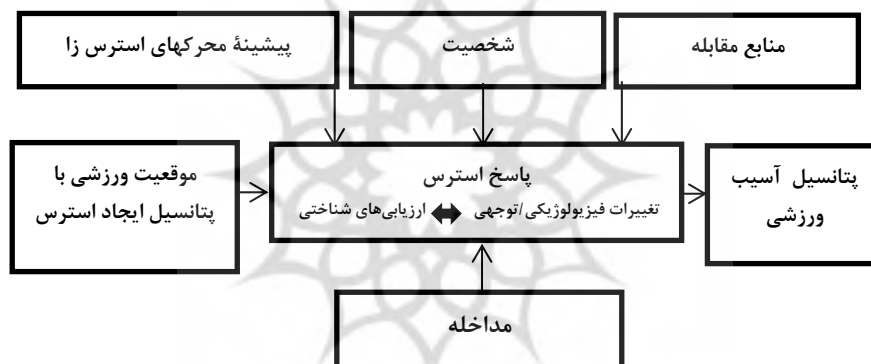 منابع مقابله
شخصیت
پیشینۀ محرکهای استرس زا
موقعیت ورزشی با
پتانسیل ایجاد استرس
پاسخ استرس
تغییرات فیزیولوژیکی/توجهی ارزیابی‌های شناختی
پتانسیل آسیب
ورزشی
مداخله